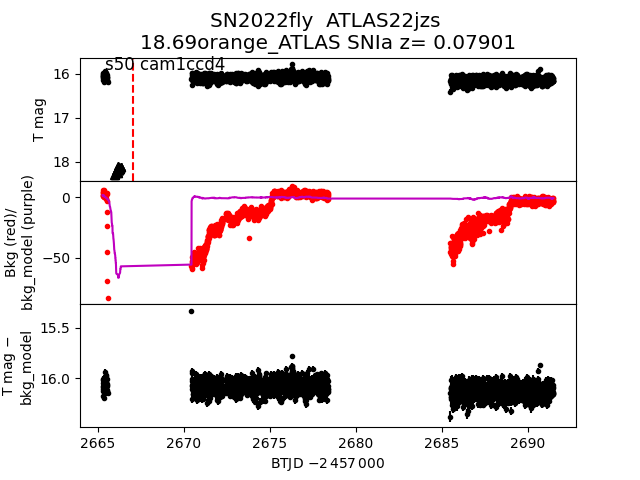 SN2022fly  ATLAS22jzs
18.69orange_ATLAS SNIa z= 0.07901
s50 cam1ccd4
16
17
18
T mag
0
−50
Bkg (red)/
bkg_model (purple)
15.5
16.0
T mag −
bkg_model
2665 2670 2675 2680 2685 2690
BTJD −2 457 000